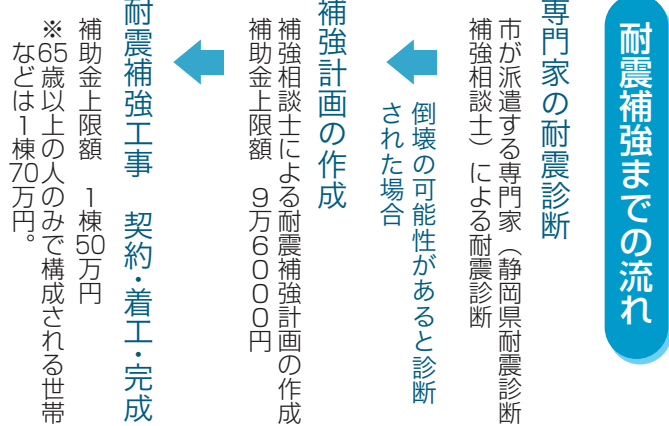 耐震補強までの流れ
専門家の耐震診断
市が派遣する専門家（静岡県耐震診断
補強相談士）による耐震診断
倒壊の可能性があると診断
された場合
補強計画の作成
補強相談士による耐震補強計画の作成
補助金上限額　９万６０００円
耐震補強工事　契約・着工・完成
補助金上限額　１棟50万円
※65歳以上の人のみで構成される世帯
などは１棟70万円。